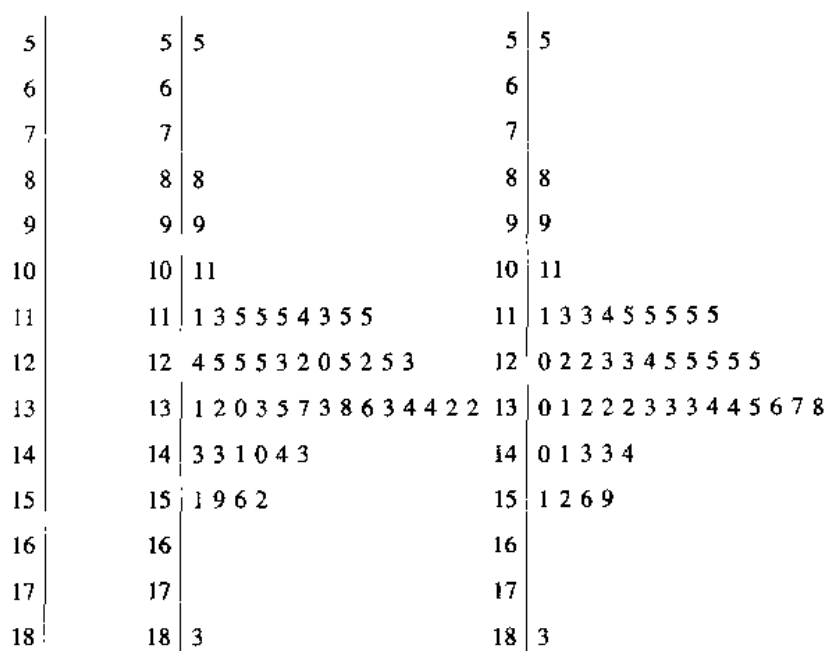 5 | 5 | 5 5 | 5
6 | 6 | 6 |
7 | 7 | 7 |
8 | 8 | 8 8 | 8
9 | 9 | 9 9 | 9
10 | 10 | 11 10 | 11
11 | 11 | 1 3 5 5 5 4 3 5 5 11 | 1 3 3 4 5 5 5 5 5
12 | 12 | 4 5 5 5 3 2 0 5 2 5 3 12 | 0 2 2 3 3 4 5 5 5 5 5
13 | 13 | 1 2 0 3 5 7 3 8 6 3 4 4 2 2 13 | 0 1 2 2 2 3 3 3 4 4 5 6 7 8
14 | 14 | 3 3 1 0 4 3 14 | 0 1 3 3 4
15 | 15 | 1 9 6 2 15 | 1 2 6 9
16 | 16 | 16 |
17 | 17 | 17 |
18 | 18 | 3 18 | 3